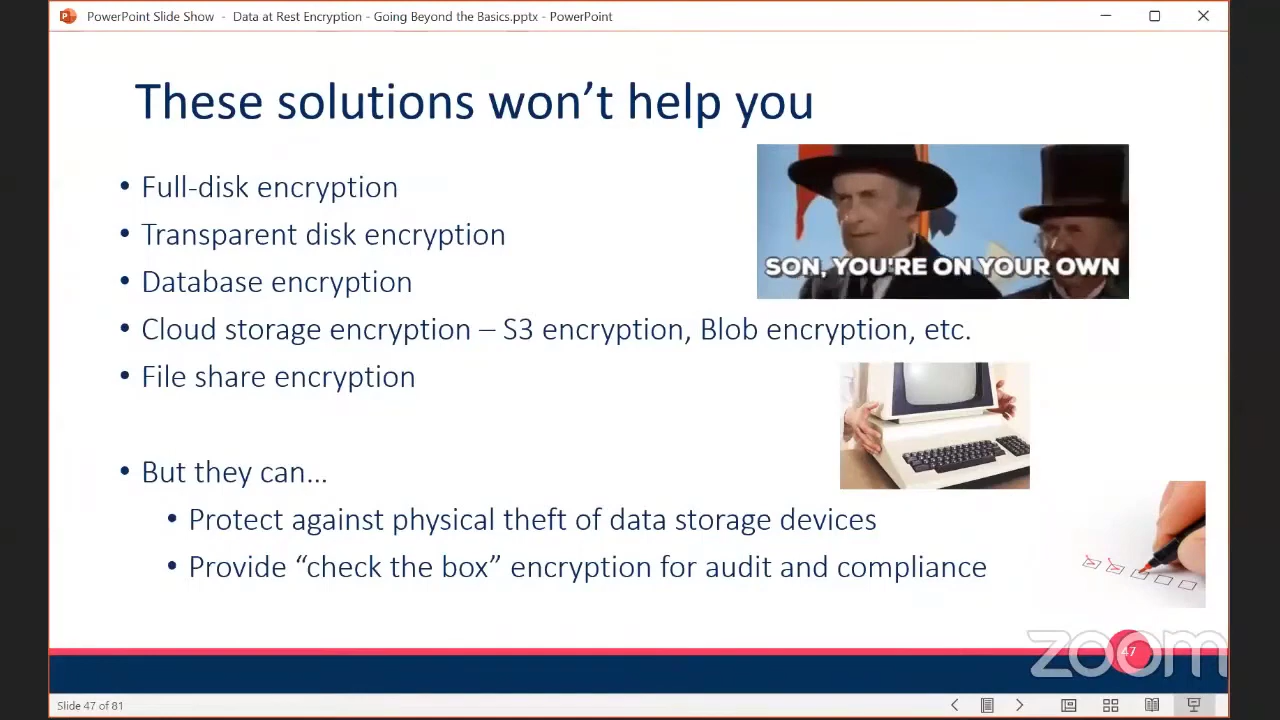 PowerPoint Slide Show - Data at Rest Encryption - Going Beyond the Basics.pptx - PowerPoint
These solutions won’t help you
• Full-disk encryption
• Transparent disk encryption
• Database encryption
• Cloud storage encryption – S3 encryption, Blob encryption, etc.
• File share encryption
SON, YOU'RE ON YOUR OWN
• But they can…
• Protect against physical theft of data storage devices
• Provide “check the box” encryption for audit and compliance
47
zoom
Slide 47 of 81